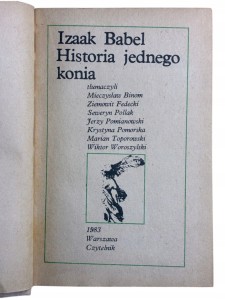 Izaak Babel
Historia jednego
konia
tłumaczyli
Mieczysław Binom
Ziemowit Fedecki
Seweryn Pollak
Jerzy Pomianowski
Krystyna Pomorska
Marian Toporowski
Wiktor Woroszylski
1983
Warszawa
Czytelnik